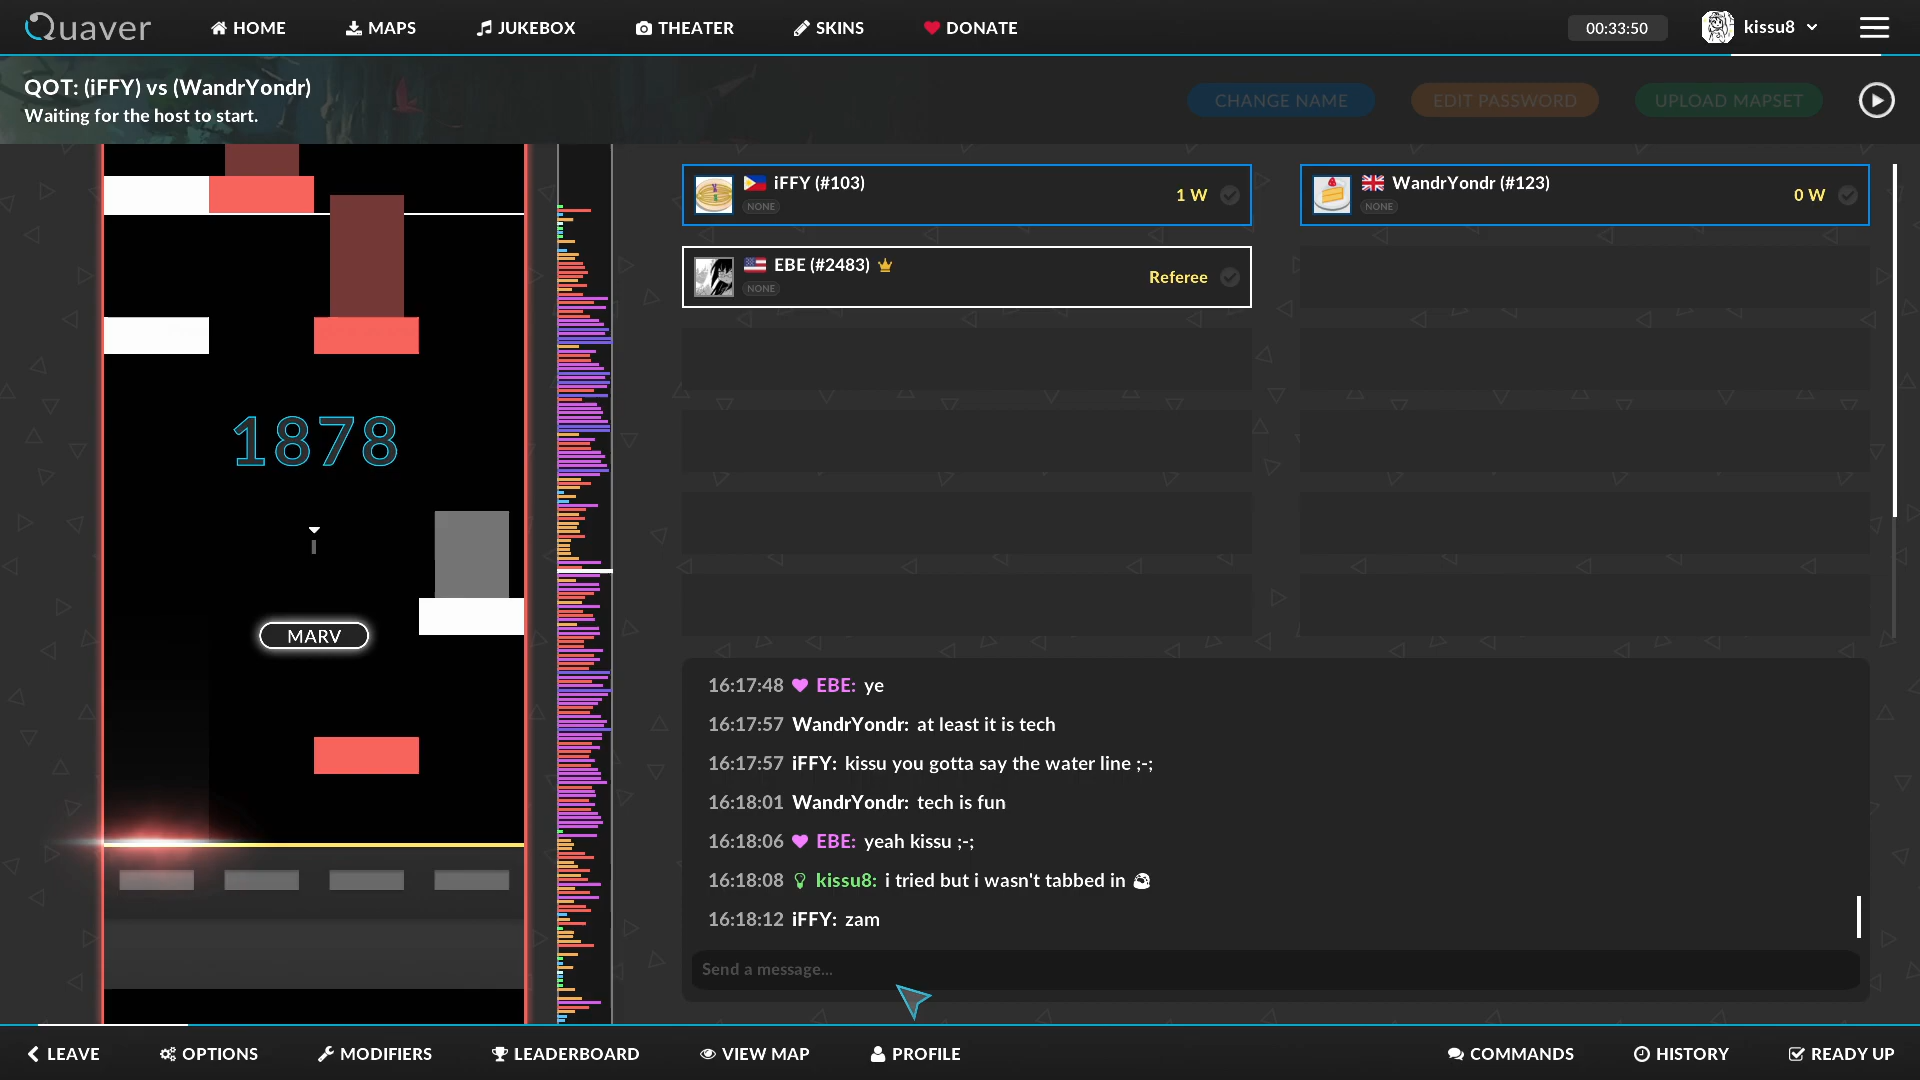 Quaver HOME MAPS JUKEBOX THEATER SKINS DONATE 00:33:50 kissu8
QOT: (iFFY) vs (WandrYondr)
Waiting for the host to start.
CHANGE NAME EDIT PASSWORD UPLOAD MAPSET
iFFY (#103)
NONE
1 W
WandrYondr (#123)
NONE
0 W
EBE (#2483)
NONE
Referee
1878
MARV
16:17:48 EBE: ye
16:17:57 WandrYondr: at least it is tech
16:17:57 iFFY: kissu you gotta say the water line ;-;
16:18:01 WandrYondr: tech is fun
16:18:06 EBE: yeah kissu ;-;
16:18:08 kissu8: i tried but i wasn't tabbed in
16:18:12 iFFY: zam
Send a message...
LEAVE OPTIONS MODIFIERS LEADERBOARD VIEW MAP PROFILE COMMANDS HISTORY READY UP